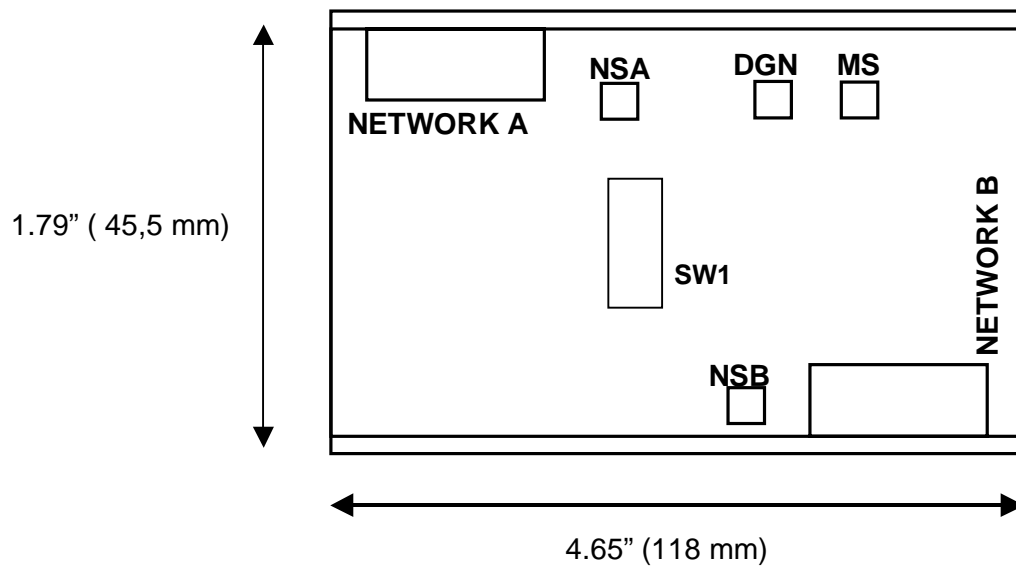 NSA
DGN
MS
NETWORK A
1.79” ( 45,5 mm)
NETWORK B
SW1
NSB
4.65” (118 mm)